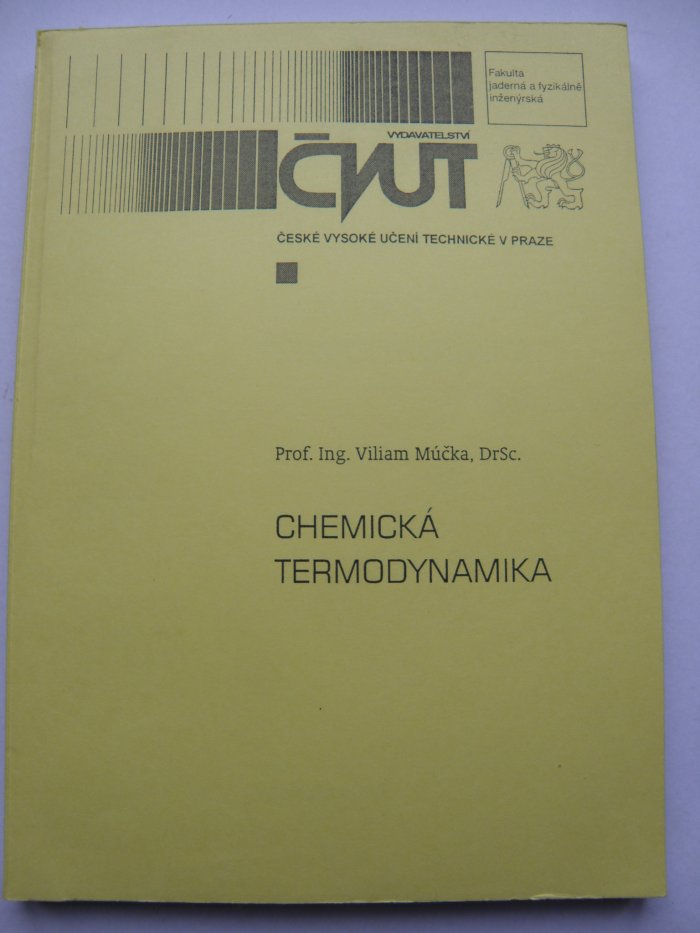 Fakulta
jaderná a fyzikálně
inženýrská
VYDAVATELSTVÍ
ČVUT
ČESKÉ VYSOKÉ UČENÍ TECHNICKÉ V PRAZE
Prof. Ing. Viliam Múčka, DrSc.
CHEMICKÁ
TERMODYNAMIKA